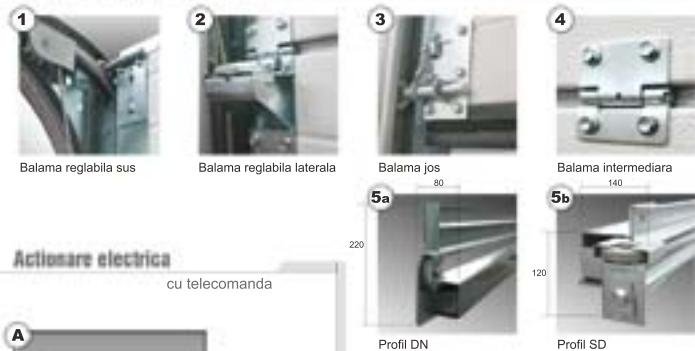 1
2
3
4
Balama reglabila sus
Balama reglabila laterala
Balama jos
Balama intermediara
80
140
5a
5b
220
120
Actionare electrica
cu telecomanda
A
Profil DN
Profil SD